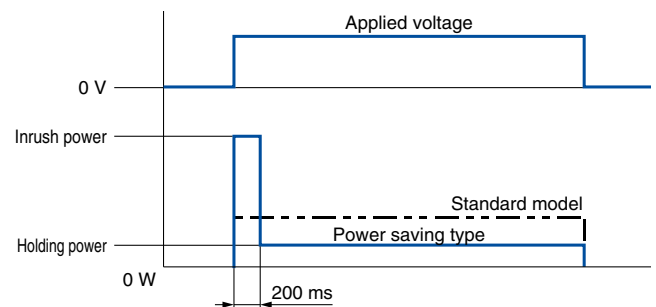 Applied voltage
0 V
Inrush power
Standard model
Power saving type
Holding power
0 W
200 ms